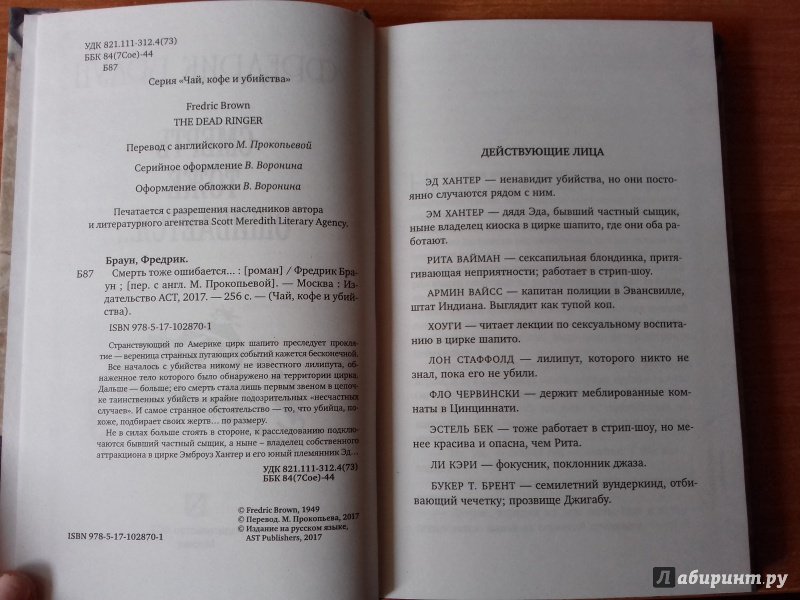 УДК 821.111-312.4(73)
ББК 84(7Сое)-44
Б87
Серия «Чай, кофе и убийства»
Fredric Brown
THE DEAD RINGER
Перевод с английского М. Прокопьевой
Серийное оформление В. Воронина
Оформление обложки В. Воронина
Печатается с разрешения наследников автора
и литературного агентства Scott Meredith Literary Agency.
Браун, Фредрик.
Б87 Смерть тоже ошибается... : [роман] / Фредрик Бра-
ун ; [пер. с англ. М. Прокопьевой]. — Москва : Из-
дательство АСТ, 2017. — 256 с. — (Чай, кофе и убий-
ства).
ISBN 978-5-17-102870-1
Странствующий по Америке цирк шапито преследует прокля-
тие — вереница странных пугающих событий кажется бесконечной.
Все началось с убийства никому не известного лилипута, об-
наженное тело которого было обнаружено на территории цирка.
Дальше — больше; его смерть стала лишь первым звеном в цепоч-
ке таинственных убийств и крайне подозрительных «несчастных
случаев». И самое странное обстоятельство — то, что убийца, по-
хоже, подбирает своих жертв... по размеру.
Не в силах больше стоять в стороне, к расследованию подклю-
чаются бывший частный сыщик, а ныне – владелец собственного
аттракциона в цирке Эмброуз Хантер и его юный племянник Эд...
УДК 821.111-312.4(73)
ББК 84(7Сое)-44
© Fredric Brown, 1949
© Перевод. М. Прокопьева, 2017
© Издание на русском языке,
AST Publishers, 2017
ISBN 978-5-17-102870-1
ДЕЙСТВУЮЩИЕ ЛИЦА
ЭД ХАНТЕР — ненавидит убийства, но они посто-
янно случаются рядом с ним.
ЭМ ХАНТЕР — дядя Эда, бывший частный сыщик,
ныне владелец киоска в цирке шапито, где они оба ра-
ботают.
РИТА ВАЙМАН — сексапильная блондинка, притя-
гивающая неприятности; работает в стрип-шоу.
АРМИН ВАЙСС — капитан полиции в Эвансвилле,
штат Индиана. Выглядит как тупой коп.
ХОУГИ — читает лекции по сексуальному воспита-
нию в цирке шапито.
ЛОН СТАФФОЛД — лилипут, которого никто не
знал, пока его не убили.
ФЛО ЧЕРВИНСКИ — держит меблированные ком-
наты в Цинциннати.
ЭСТЕЛЬ БЕК — тоже работает в стрип-шоу, но ме-
нее красива и опасна, чем Рита.
ЛИ КЭРИ — фокусник, поклонник джаза.
БУКЕР Т. БРЕНТ — семилетний вундеркинд, отби-
вающий чечетку; прозвище Джигабу.
Лабиринт.ру